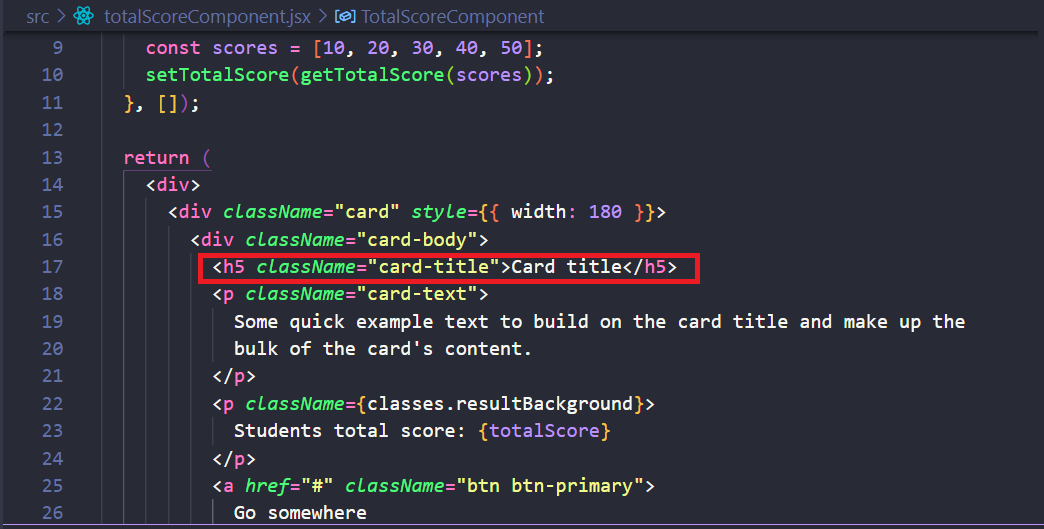 src > totalScoreComponent.jsx > TotalScoreComponent
9 const scores = [10, 20, 30, 40, 50];
10 setTotalScore(getTotalScore(scores));
11 }, []);
12
13 return (
14 <div>
15 <div className="card" style={{ width: 180 }}>
16 <div className="card-body">
17 <h5 className="card-title">Card title</h5>
18 <p className="card-text">
19 Some quick example text to build on the card title and make up the
20 bulk of the card's content.
21 </p>
22 <p className={classes.resultBackground}>
23 Students total score: {totalScore}
24 </p>
25 <a href="#" className="btn btn-primary">
26 Go somewhere